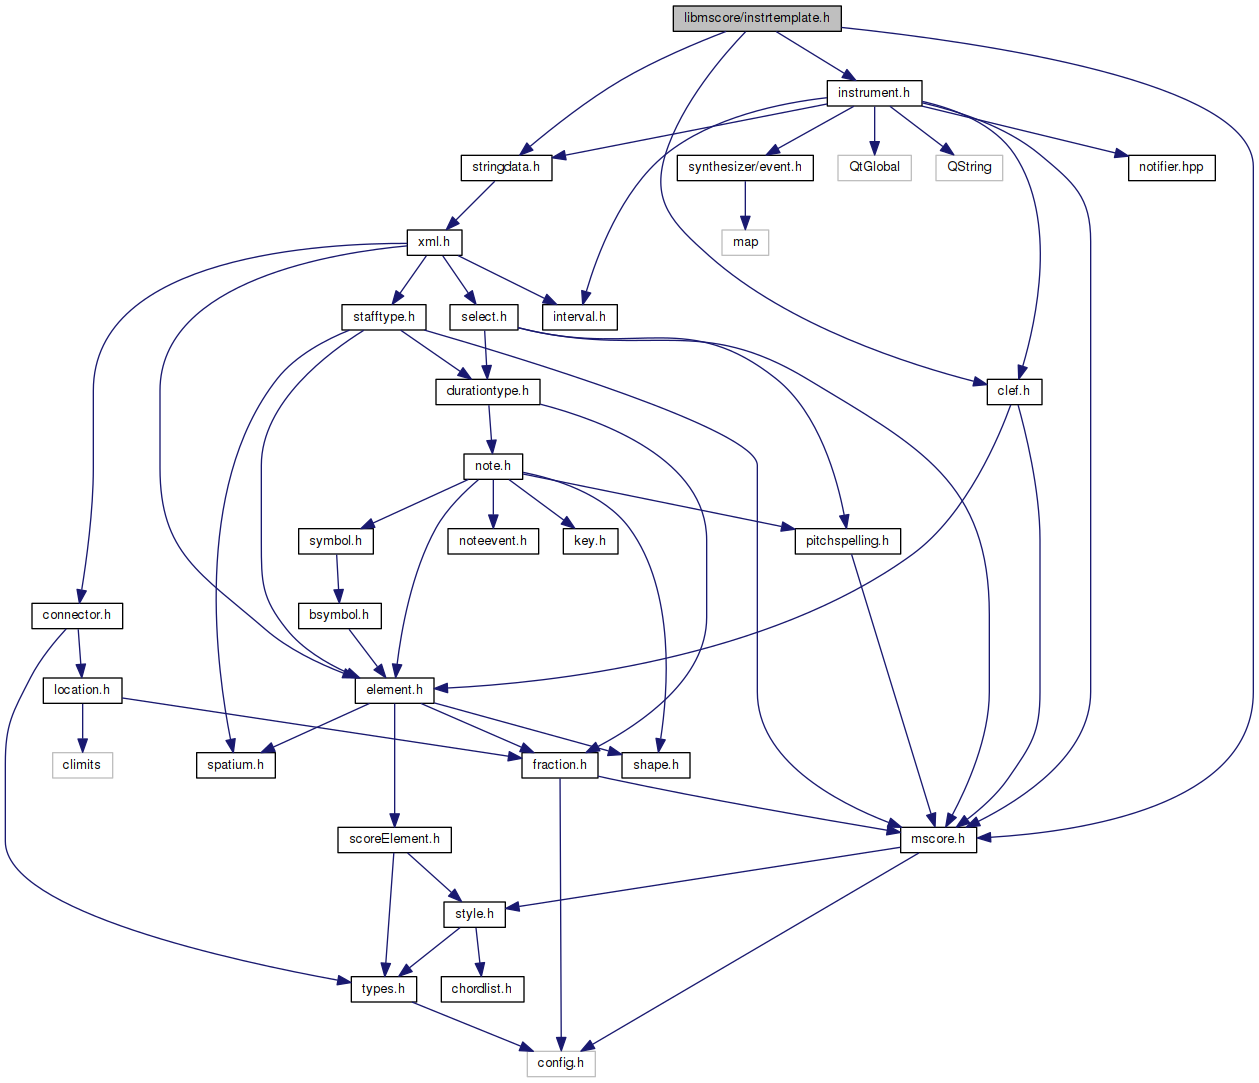 libmscore/instrtemplate.h
instrument.h
stringdata.h
synthesizer/event.h
QtGlobal
QString
notifier.hpp
xml.h
map
stafftype.h
select.h
interval.h
durationtype.h
clef.h
note.h
symbol.h
noteevent.h
key.h
pitchspelling.h
connector.h
bsymbol.h
location.h
element.h
climits
spatium.h
fraction.h
shape.h
scoreElement.h
mscore.h
style.h
types.h
chordlist.h
config.h